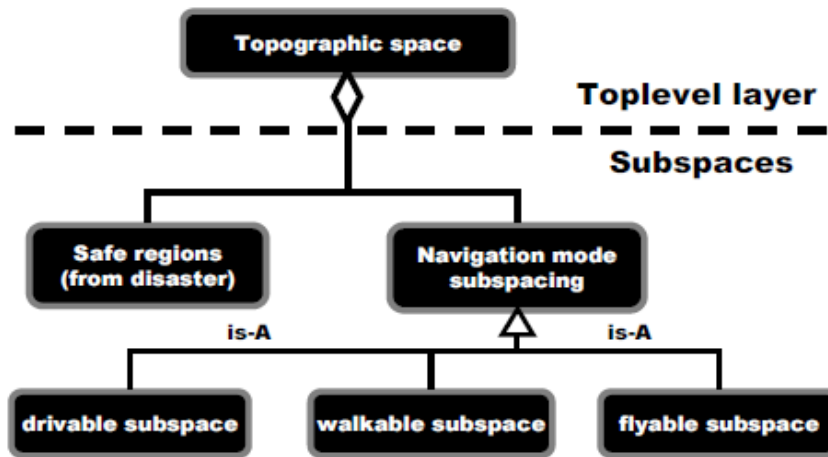 Topographic space
Toplevel layer
Subspaces
Safe regions
(from disaster)
Navigation mode
subspacing
is-A
is-A
drivable subspace
walkable subspace
flyable subspace